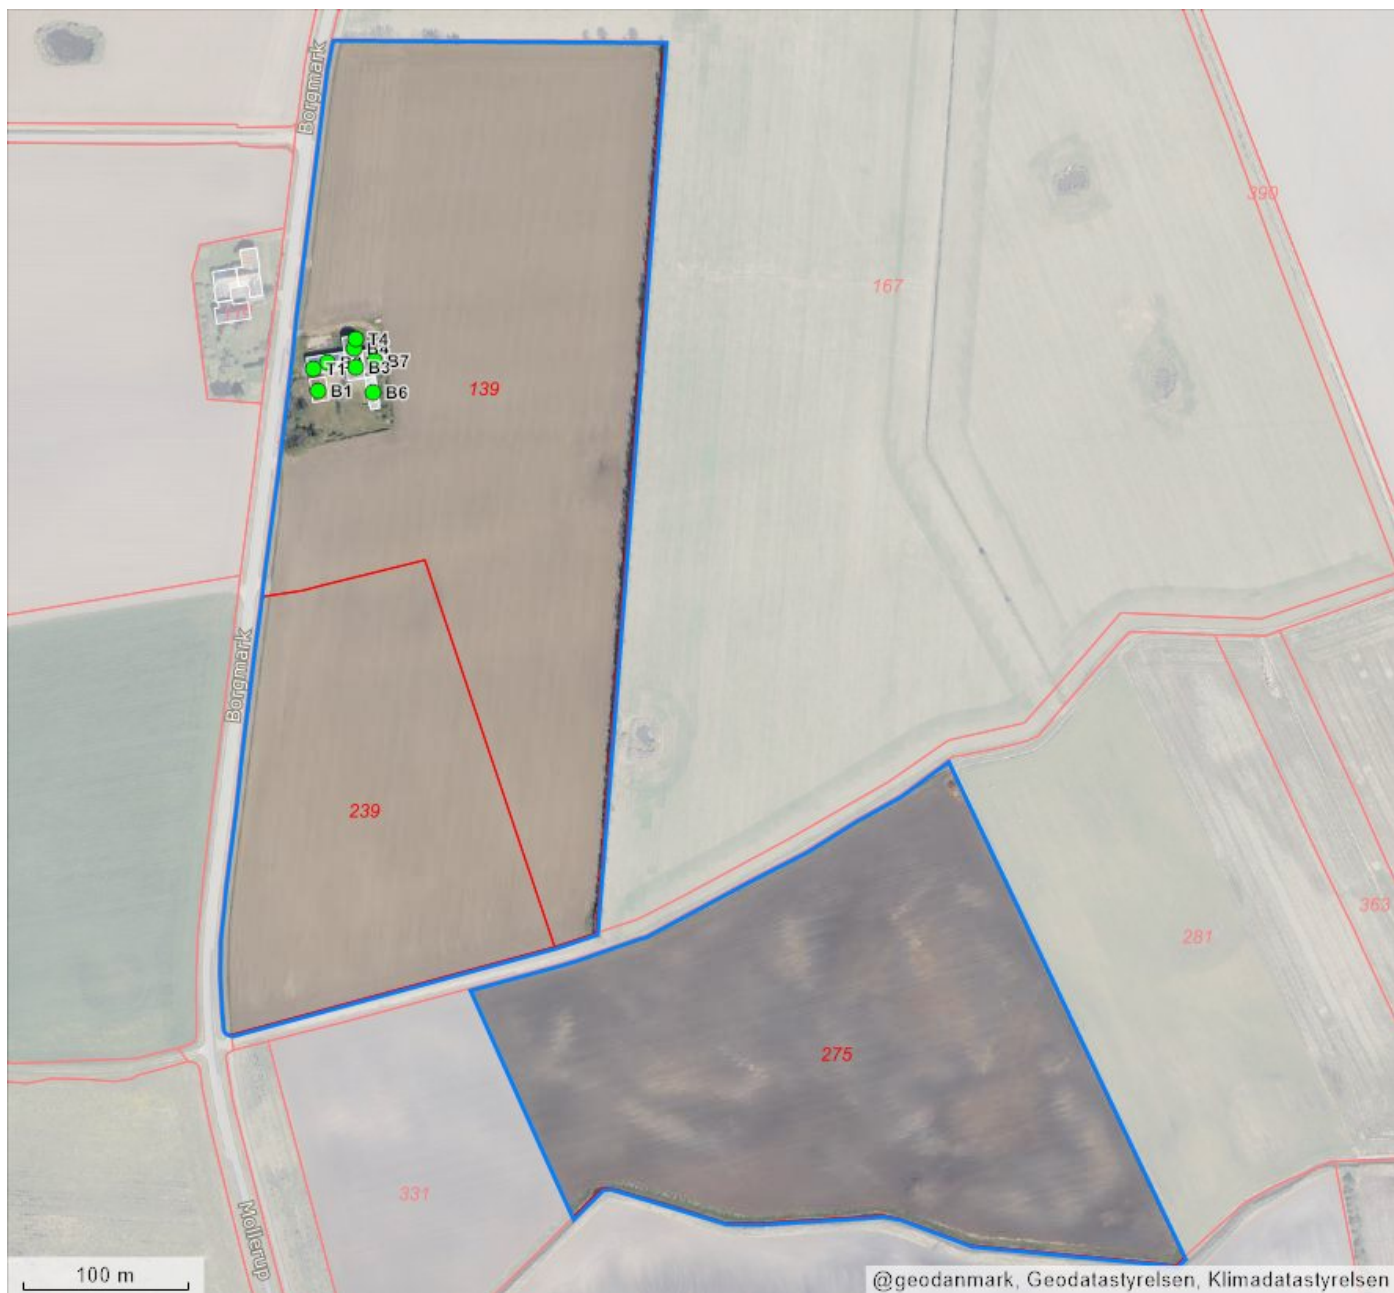 Borgmark
399
167
T4
B4
B7
T1
B3
B1
B6
139
Borgmark
239
363
281
275
331
Møllerup
100 m
@geodanmark, Geodatastyrelsen, Klimadatastyrelsen